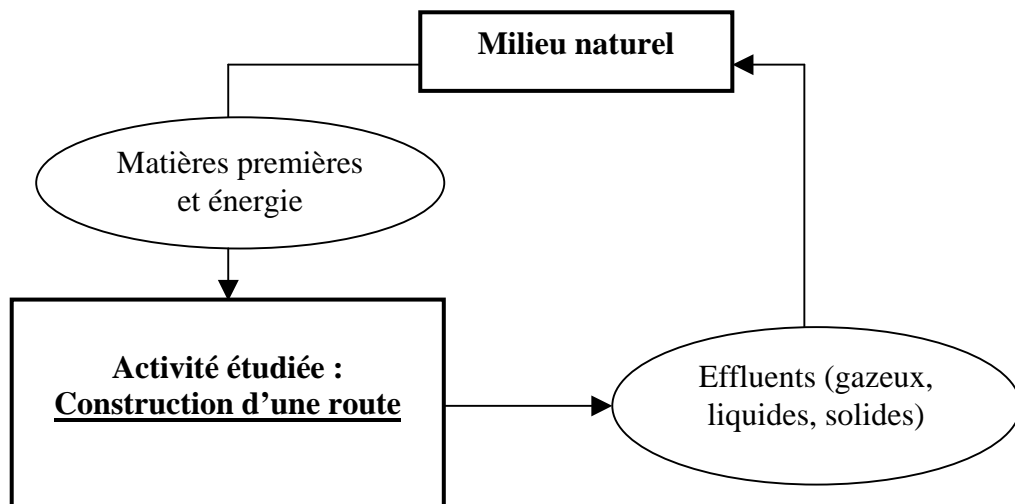 Milieu naturel
Matières premières
et énergie
Activité étudiée :
Construction d'une route
Effluents (gazeux,
liquides, solides)